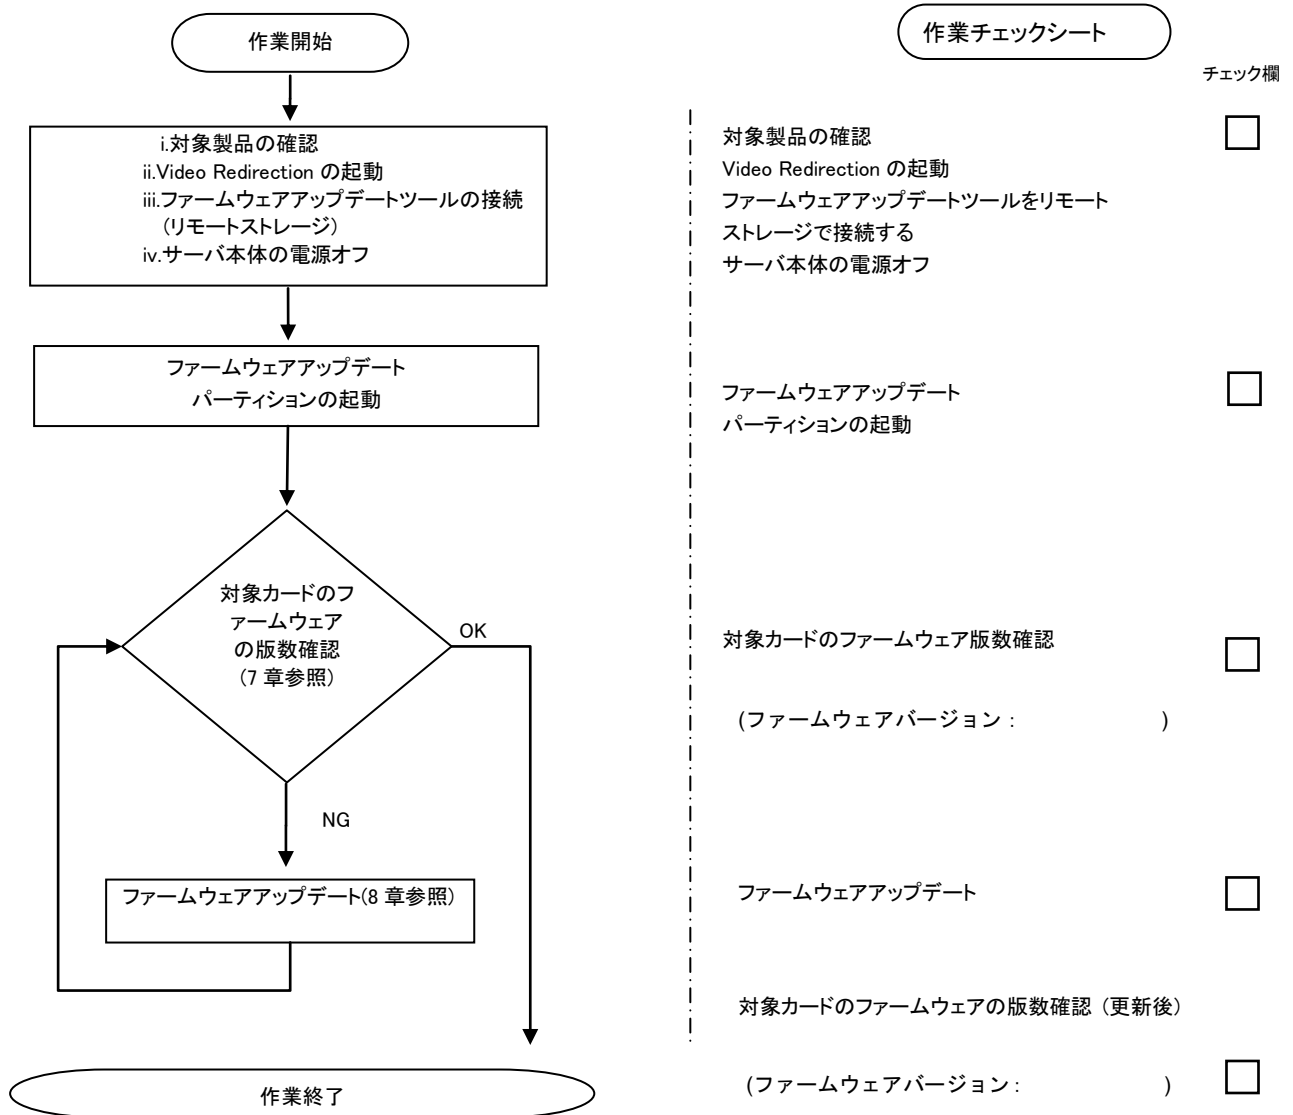 作業開始
i.対象製品の確認
ii.Video Redirection の起動
iii.ファームウェアアップデートツールの接続
(リモートストレージ)
iv.サーバ本体の電源オフ
ファームウェアアップデート
パーティションの起動
対象カードのフ
ァームウェア
の版数確認
(7 章参照)
OK
NG
ファームウェアアップデート(8 章参照)
作業終了
作業チェックシート
チェック欄
対象製品の確認
Video Redirection の起動
ファームウェアアップデートツールをリモート
ストレージで接続する
サーバ本体の電源オフ
ファームウェアアップデート
パーティションの起動
対象カードのファームウェア版数確認
(ファームウェアバージョン : )
ファームウェアアップデート
対象カードのファームウェアの版数確認 (更新後)
(ファームウェアバージョン : )